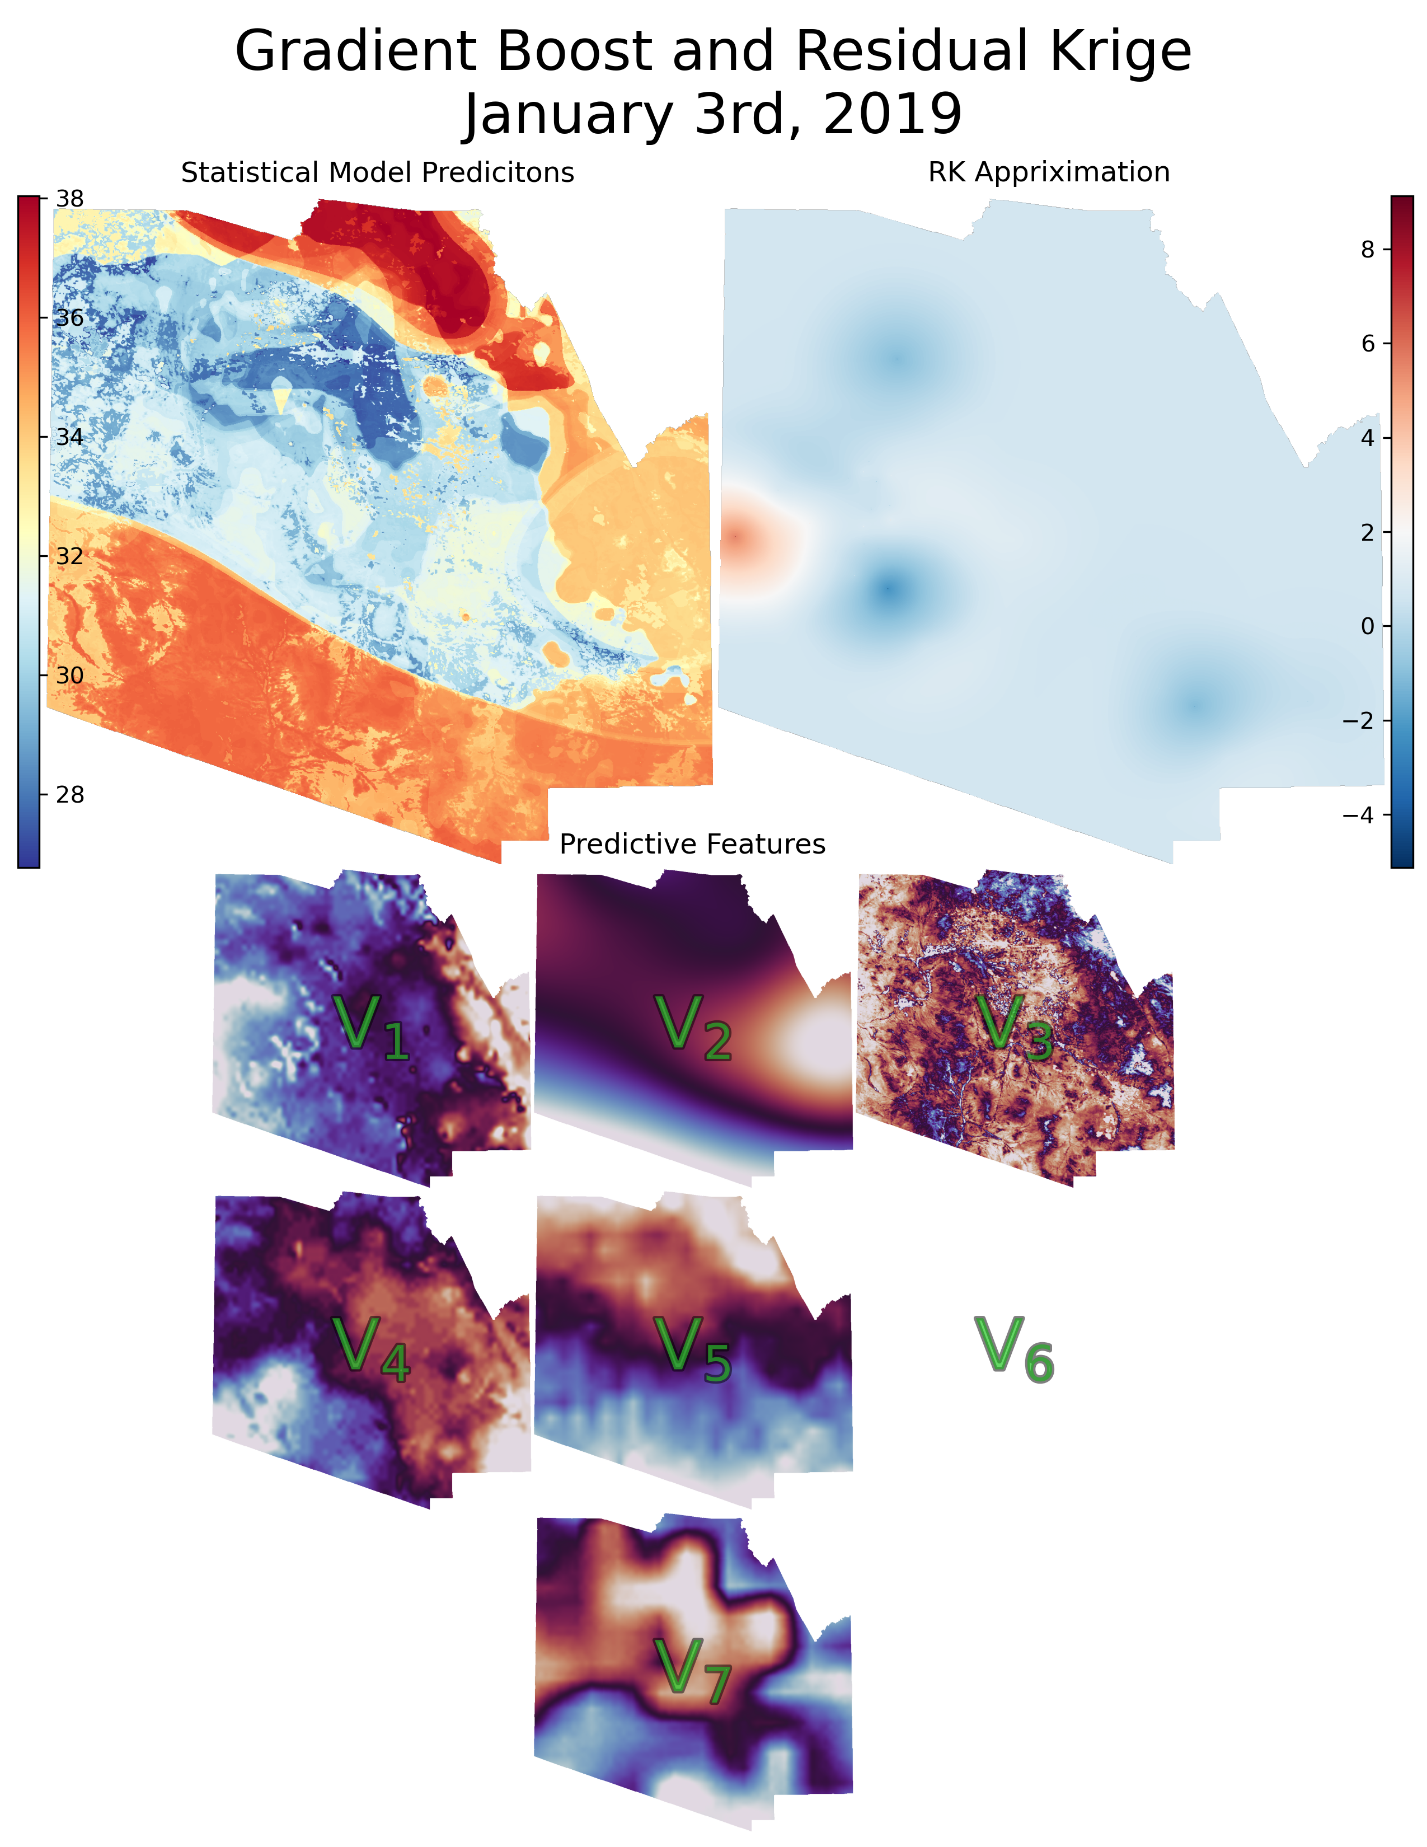 Gradient Boost and Residual Krige
January 3rd, 2019
Statistical Model Predicitons
RK Apprіximation
38
36
34
32
30
28
8
6
4
2
0
−2
−4
Predictive Features
V1
V2
V3
V4
V5
V6
V7